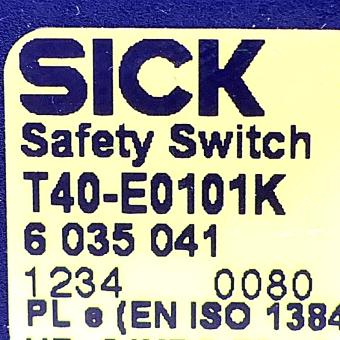 SICK
Safety Switch
T40-E0101K
6 035 041
1234 0080
PL e (EN ISO 1384